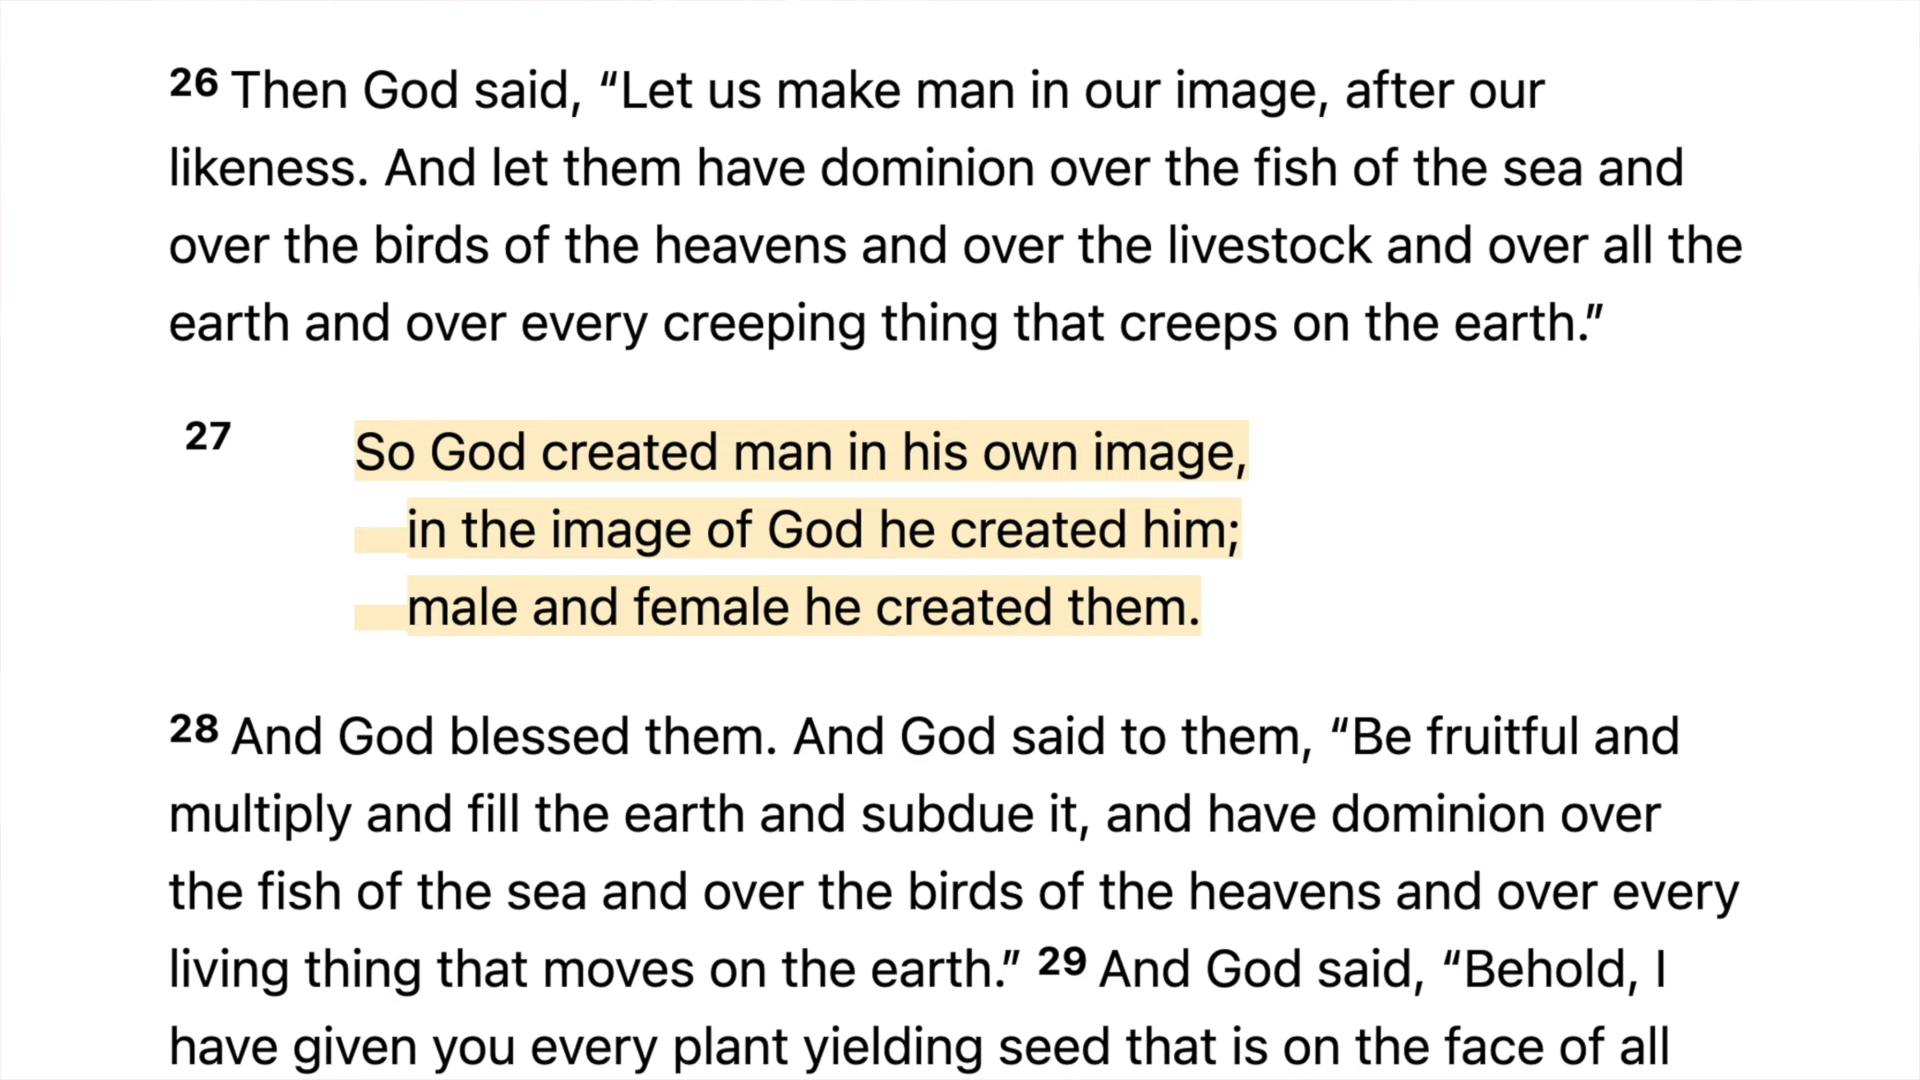 26 Then God said, “Let us make man in our image, after our
likeness. And let them have dominion over the fish of the sea and
over the birds of the heavens and over the livestock and over all the
earth and over every creeping thing that creeps on the earth.”
27 So God created man in his own image,
in the image of God he created him;
male and female he created them.
28 And God blessed them. And God said to them, “Be fruitful and
multiply and fill the earth and subdue it, and have dominion over
the fish of the sea and over the birds of the heavens and over every
living thing that moves on the earth.” 29 And God said, “Behold, I
have given you every plant yielding seed that is on the face of all